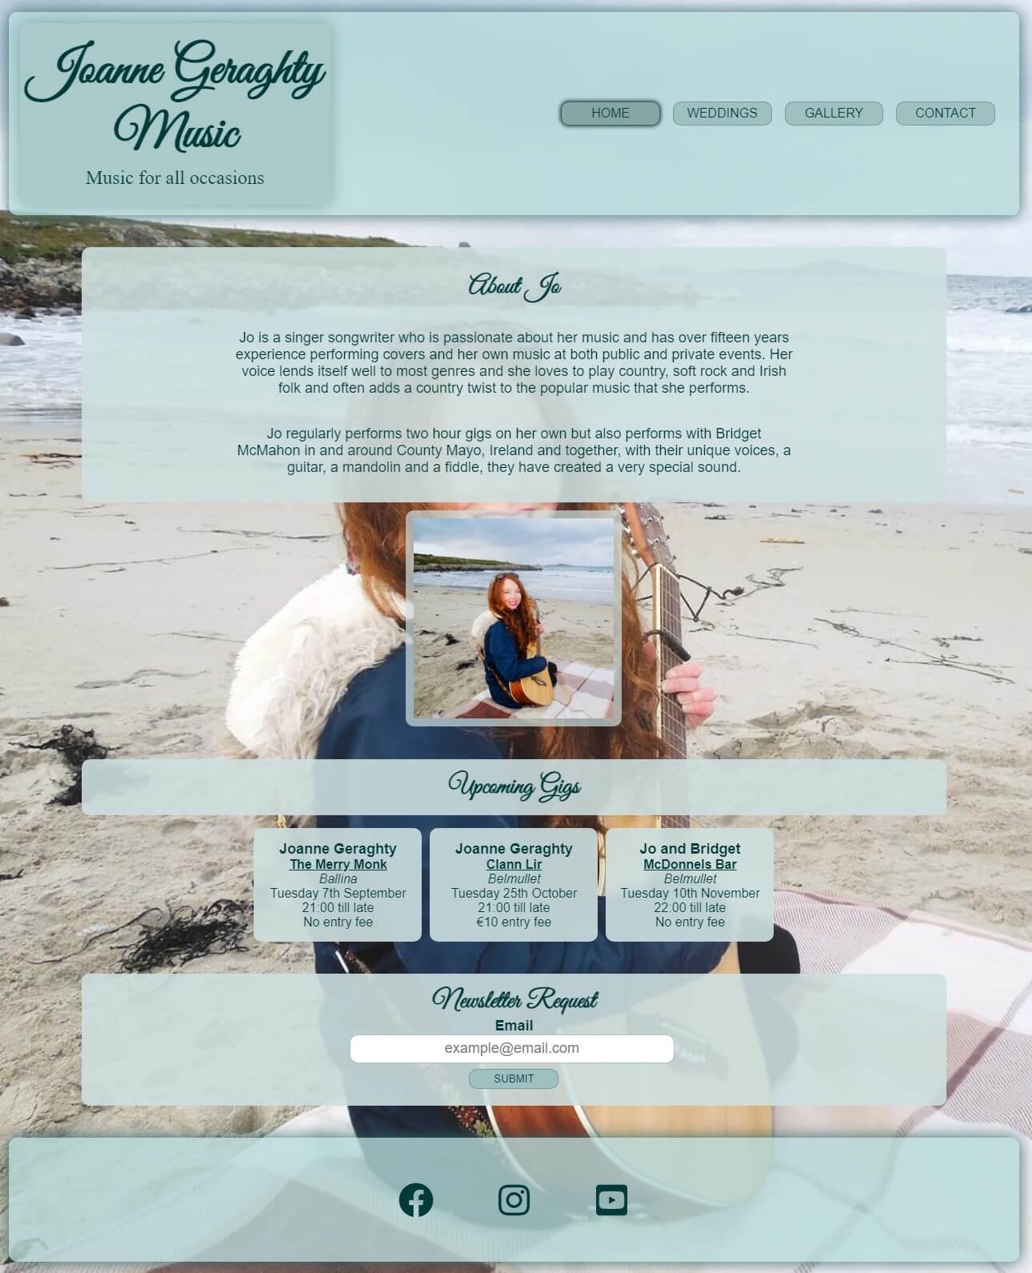 Joanne Geraghty
Music
Music for all occasions
HOME
WEDDINGS
GALLERY
CONTACT
About Jo
Jo is a singer songwriter who is passionate about her music and has over fifteen years
experience performing covers and her own music at both public and private events. Her
voice lends itself well to most genres and she loves to play country, soft rock and Irish
folk and often adds a country twist to the popular music that she performs.
Jo regularly performs two hour gigs on her own but also performs with Bridget
McMahon in and around County Mayo, Ireland and together, with their unique voices, a
guitar, a mandolin and a fiddle, they have created a very special sound.
Upcoming Gigs
Joanne Geraghty
The Merry Monk
Ballina
Tuesday 7th September
21:00 till late
No entry fee
Joanne Geraghty
Clann Lir
Belmullet
Tuesday 25th October
21:00 till late
€10 entry fee
Jo and Bridget
McDonnels Bar
Belmullet
Tuesday 10th November
22:00 till late
No entry fee
Newsletter Request
Email
example@email.com
SUBMIT